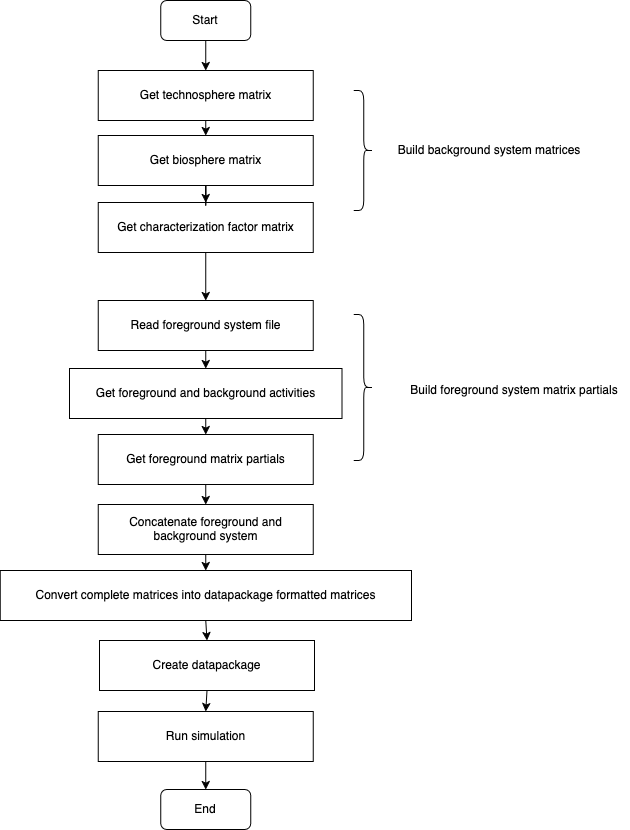 Start
Get technosphere matrix
Get biosphere matrix
Build background system matrices
Get characterization factor matrix
Read foreground system file
Get foreground and background activities
Build foreground system matrix partials
Get foreground matrix partials
Concatenate foreground and
background system
Convert complete matrices into datapackage formatted matrices
Create datapackage
Run simulation
End